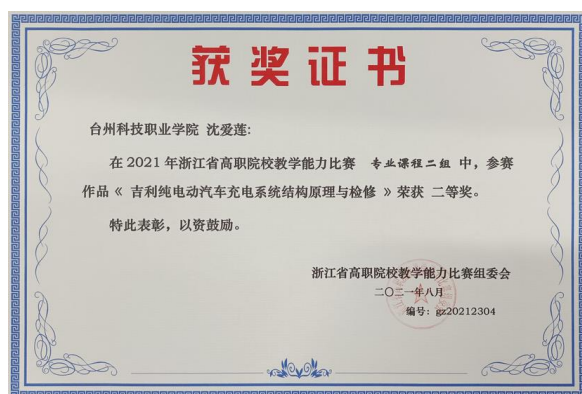 获奖证书
台州科技职业学院 沈爱莲:
在 2021 年浙江省高职院校教学能力比赛 专业课程二组 中，参赛
作品《 吉利纯电动汽车充电系统结构原理与检修 》荣获 二等奖。
特此表彰，以资鼓励。
浙江省高职院校教学能力比赛组委会
二〇二一年八月
编号: gz20212304